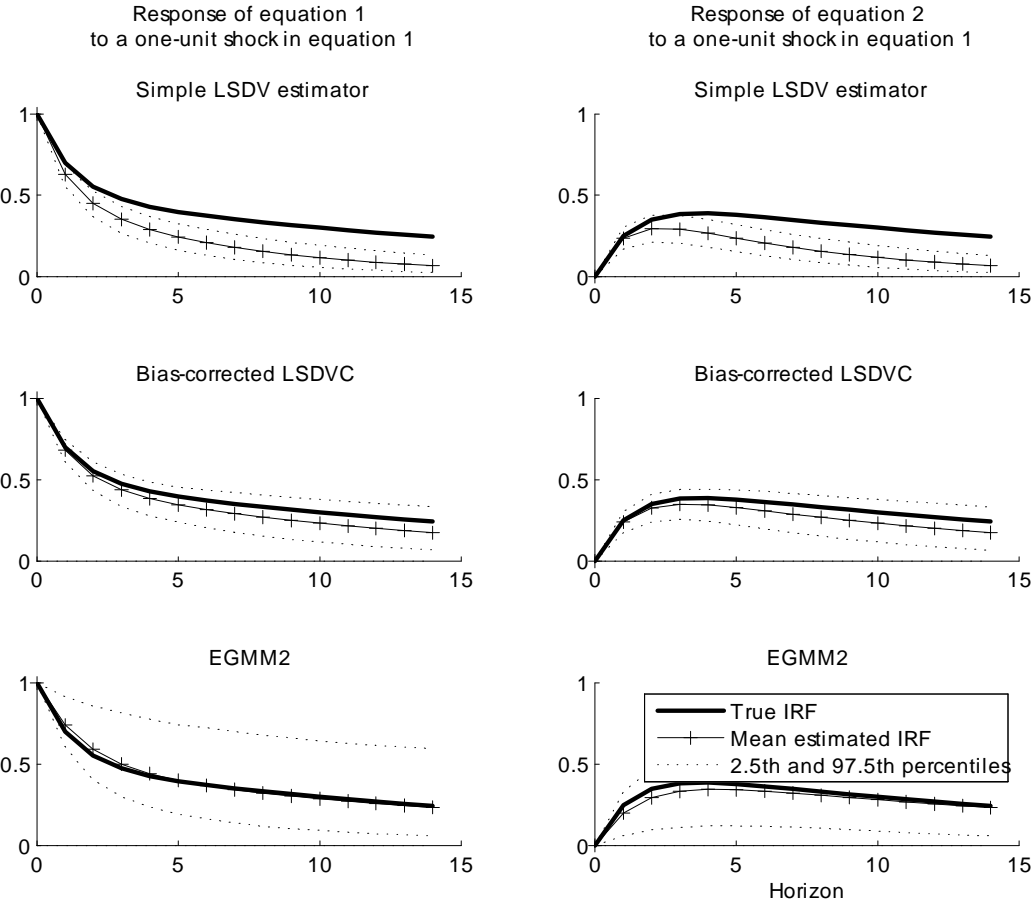 Response of equation 1
to a one-unit shock in equation 1
Response of equation 2
to a one-unit shock in equation 1
Simple LSDV estimator
1
0.5
0
0 5 10 15
Simple LSDV estimator
1
0.5
0
0 5 10 15
Bias-corrected LSDVC
1
0.5
0
0 5 10 15
Bias-corrected LSDVC
1
0.5
0
0 5 10 15
EGMM2
1
0.5
0
0 5 10 15
EGMM2
1
True IRF
Mean estimated IRF
2.5th and 97.5th percentiles
0.5
0
0 5 10 15
Horizon